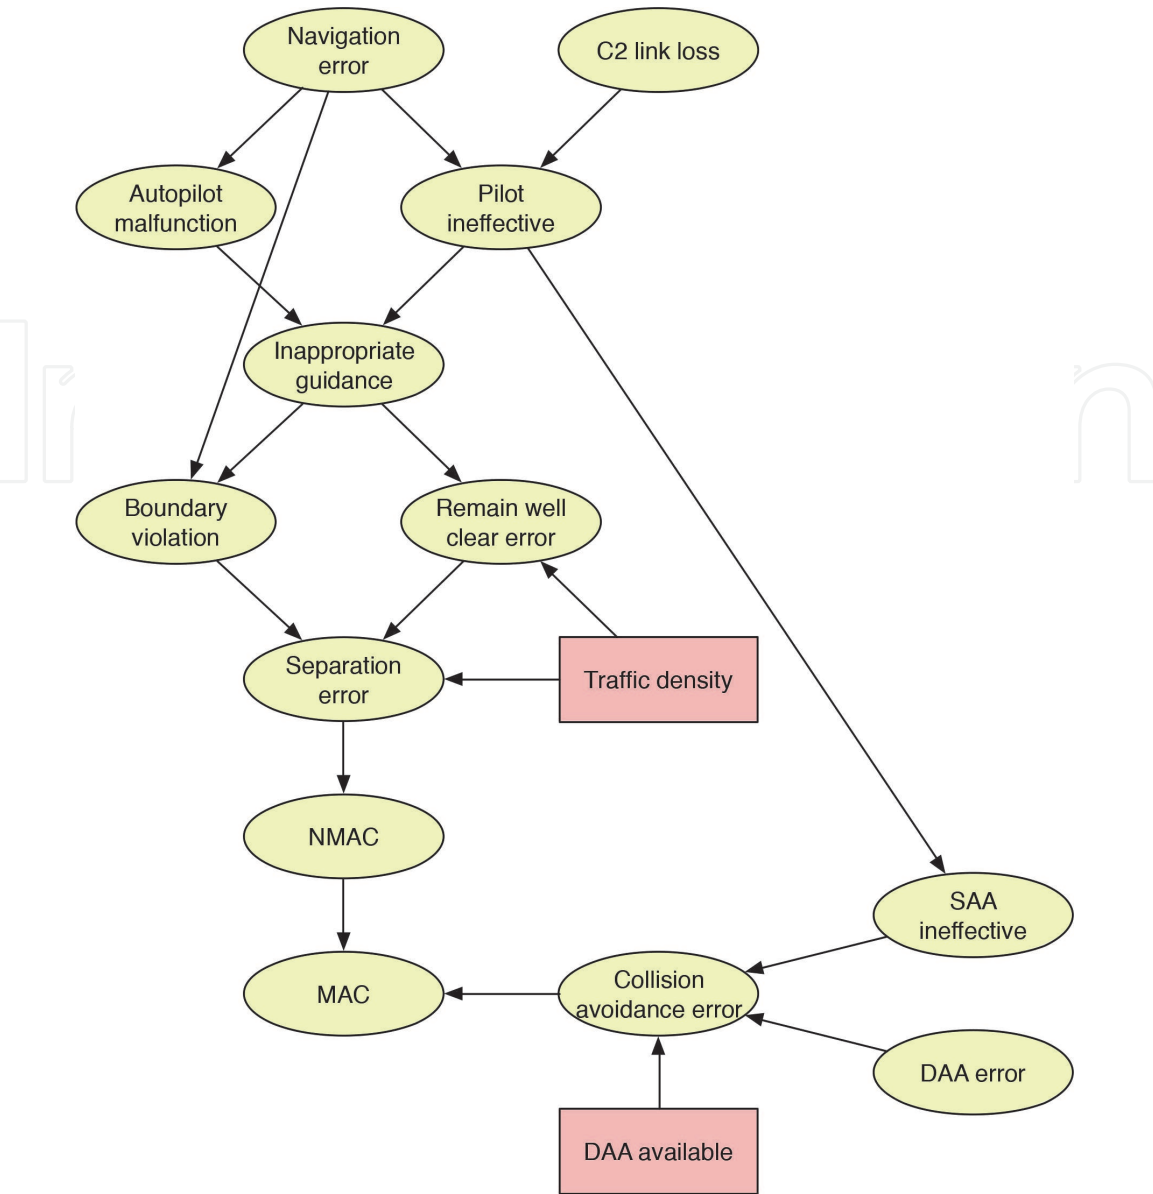 Navigation
error
C2 link loss
Autopilot
malfunction
Pilot
ineffective
Inappropriate
guidance
Boundary
violation
Remain well
clear error
Separation
error
Traffic density
NMAC
SAA
ineffective
MAC
Collision
avoidance error
DAA error
DAA available